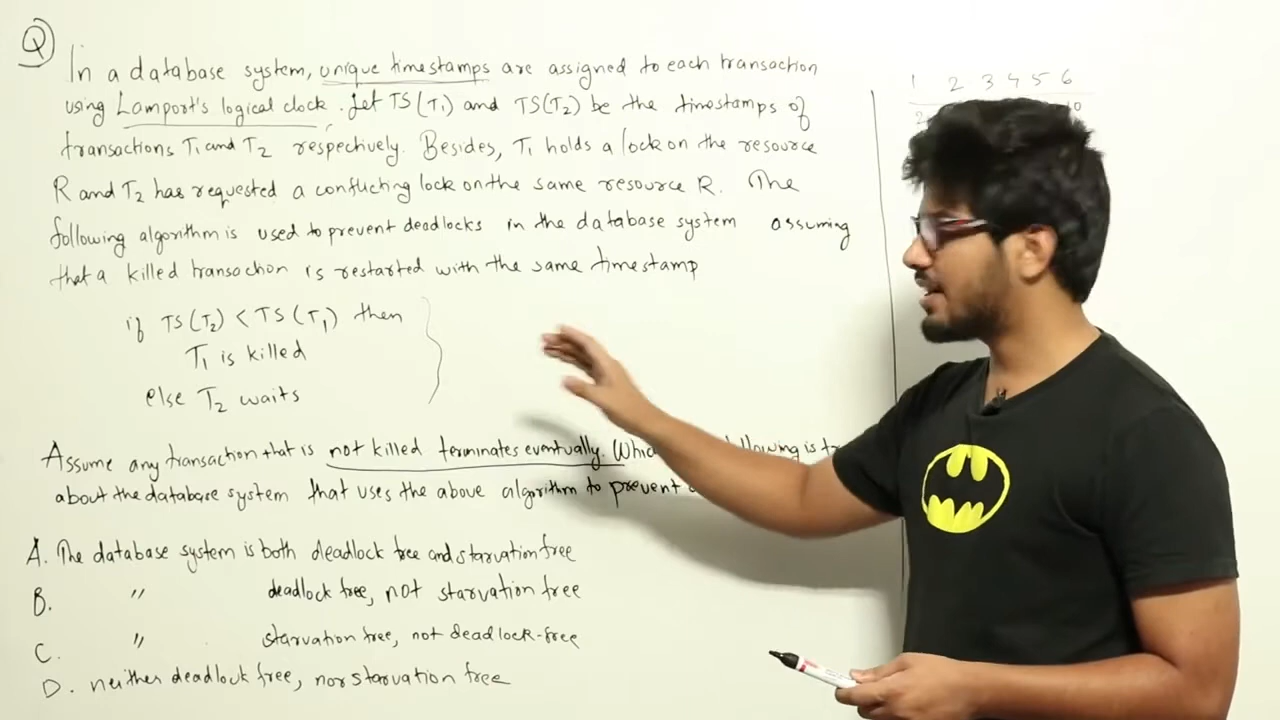 Q
In a database system, unique timestamps are assigned to each transaction
using Lamport's logical clock. Let TS(T1) and TS(T2) be the timestamps of
transactions T1 and T2 respectively. Besides, T1 holds a lock on the resource
R and T2 has requested a conflicting lock on the same resource R. The
following algorithm is used to prevent deadlocks in the database system assuming
that a killed transaction is restarted with the same timestamp
if TS(T2) < TS(T1) then
T1 is killed
else T2 waits
Assume any transaction that is not killed terminates eventually. following is
about the database system that uses the above algorithm to prevent
A. The database system is both deadlock free and starvation free
B. " deadlock free, not starvation free
C. " starvation free, not deadlock-free
D. neither deadlock free, nor starvation free
1 2 3 4 5 6
2 10